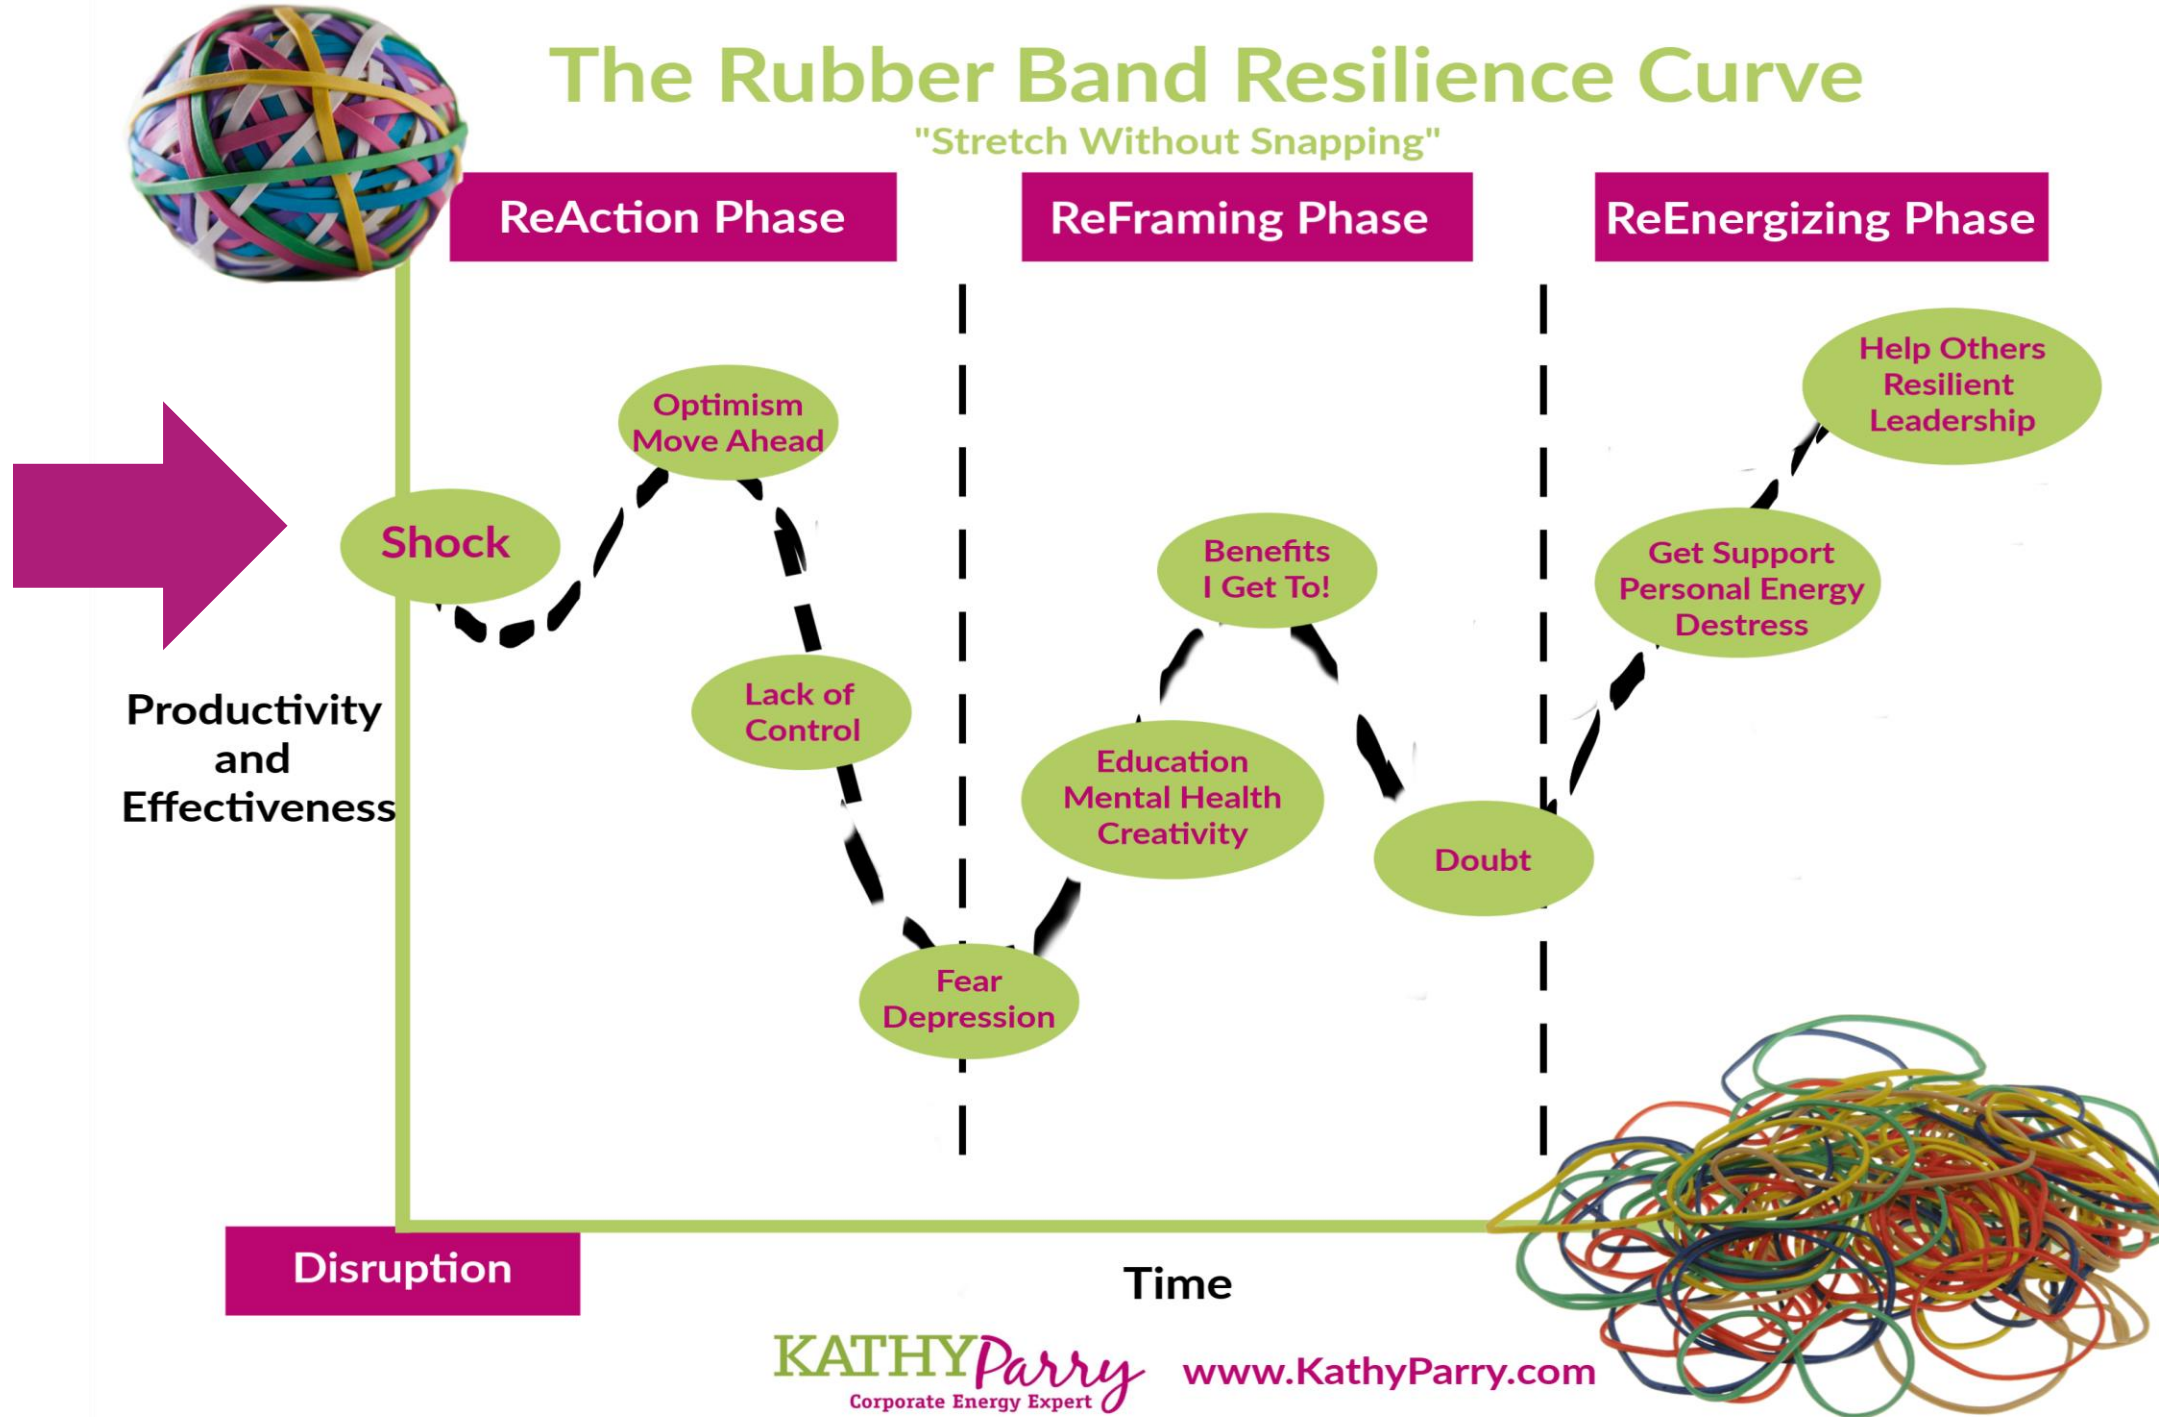 The Rubber Band Resilience Curve
"Stretch Without Snapping"
ReAction Phase
ReFraming Phase
ReEnergizing Phase
Shock
Optimism
Move Ahead
Lack of
Control
Fear
Depression
Education
Mental Health
Creativity
Benefits
I Get To!
Doubt
Get Support
Personal Energy
Destress
Help Others
Resilient
Leadership
Productivity
and
Effectiveness
Disruption
Time
KATHY Parry
Corporate Energy Expert
www.KathyParry.com